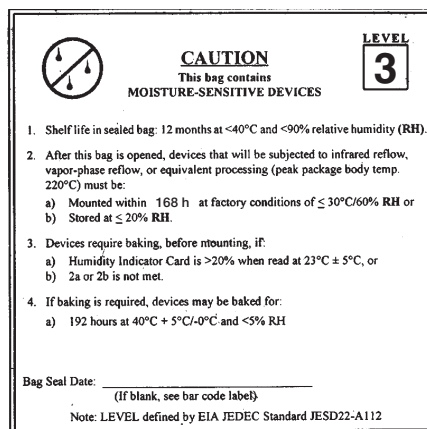 LEVEL
3
CAUTION
This bag contains
MOISTURE-SENSITIVE DEVICES
1. Shelf life in sealed bag: 12 months at <40°C and <90% relative humidity (RH).
2. After this bag is opened, devices that will be subjected to infrared reflow,
vapor-phase reflow, or equivalent processing (peak package body temp.
220°C) must be:
a) Mounted within 168 h at factory conditions of ≤ 30°C/60% RH or
b) Stored at ≤ 20% RH.
3. Devices require baking, before mounting, if:
a) Humidity Indicator Card is >20% when read at 23°C ± 5°C, or
b) 2a or 2b is not met.
4. If baking is required, devices may be baked for:
a) 192 hours at 40°C + 5°C/-0°C and <5% RH
Bag Seal Date:
(If blank, see bar code label)
Note: LEVEL defined by EIA JEDEC Standard JESD22-A112